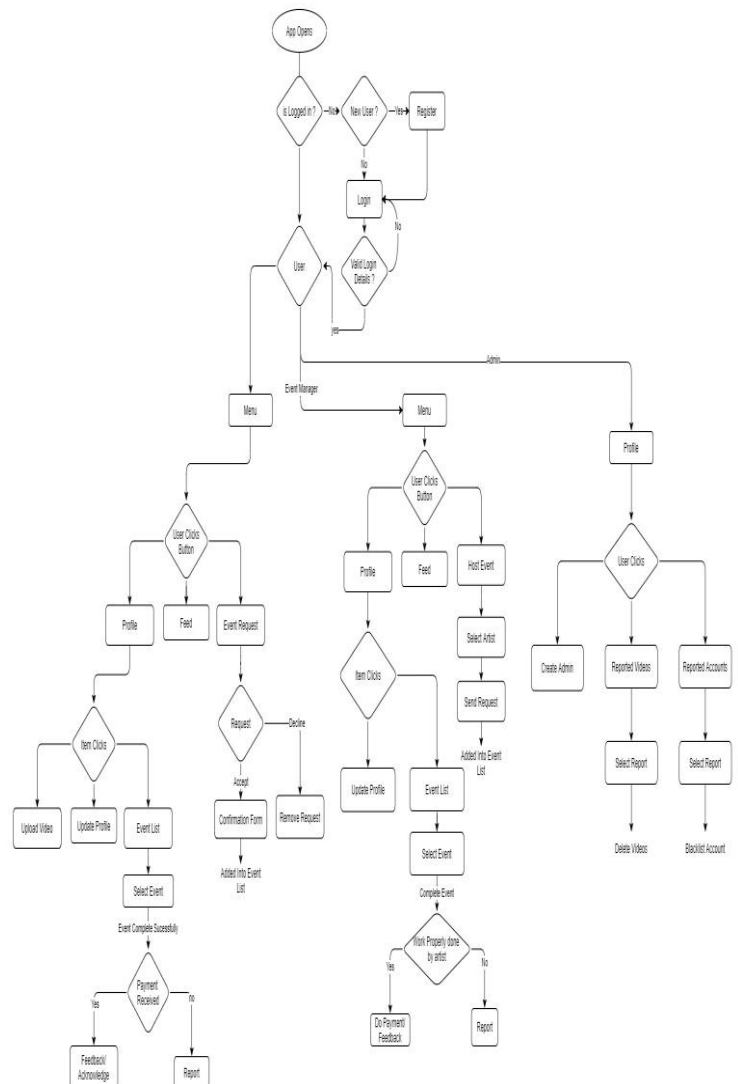 App Opens
is Logged in ?
No
New User ?
Yes
Register
No
Login
No
User
Valid Login
Details ?
yes
Admin
Event Manager
Menu
Menu
Profile
User Clicks
Button
User Clicks
Button
User Clicks
Profile
Feed
Host Event
Profile
Feed
Event Request
Select Artist
Create Admin
Reported Videos
Reported Accounts
Item Clicks
Send Request
Request
Decline
Item Clicks
Added Into Event
List
Select Report
Select Report
Accept
Update Profile
Event List
Upload Video
Update Profile
Event List
Confirmation Form
Remove Request
Select Event
Delete Videos
Blacklist Account
Added Into Event
List
Select Event
Complete Event
Event Complete Sucessfully
Work Properly done
by artist
Yes
No
Payment
Received
Yes
no
Do Payment/
Feedback
Report
Feedback/
Acknowledge
Report